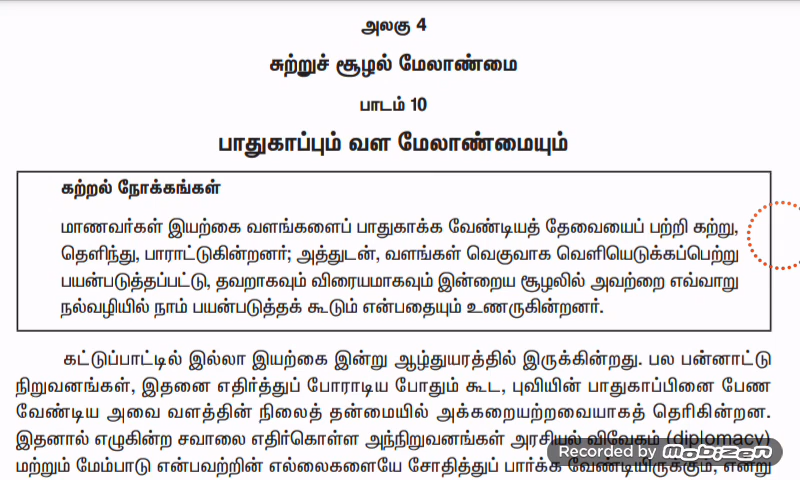 அலகு 4
சுற்றுச் சூழல் மேலாண்மை
பாடம் 10
பாதுகாப்பும் வள மேலாண்மையும்
கற்றல் நோக்கங்கள்
மாணவர்கள் இயற்கை வளங்களைப் பாதுகாக்க வேண்டியத் தேவையைப் பற்றி கற்று,
தெளிந்து, பாராட்டுகின்றனர்; அத்துடன், வளங்கள் வெகுவாக வெளியெடுக்கப்பெற்று
பயன்படுத்தப்பட்டு, தவறாகவும் விரையமாகவும் இன்றைய சூழலில் அவற்றை எவ்வாறு
நல்வழியில் நாம் பயன்படுத்தக் கூடும் என்பதையும் உணருகின்றனர்.
கட்டுப்பாட்டில் இல்லா இயற்கை இன்று ஆழ்துயரத்தில் இருக்கின்றது. பல பன்னாட்டு
நிறுவனங்கள், இதனை எதிர்த்துப் போராடிய போதும் கூட, புவியின் பாதுகாப்பினை பேண
வேண்டிய அவை வளத்தின் நிலைத் தன்மையில் அக்கறையற்றவையாகத் தெரிகின்றன.
இதனால் எழுகின்ற சவாலை எதிர்கொள்ள அந்நிறுவனங்கள் அரசியல் விவேகம் (diplomacy)
மற்றும் மேம்பாடு என்பவற்றின் எல்லைகளையே சோதித்துப் பார்க்க வேண்டியிருக்கும், என்று
Recorded by mobizen